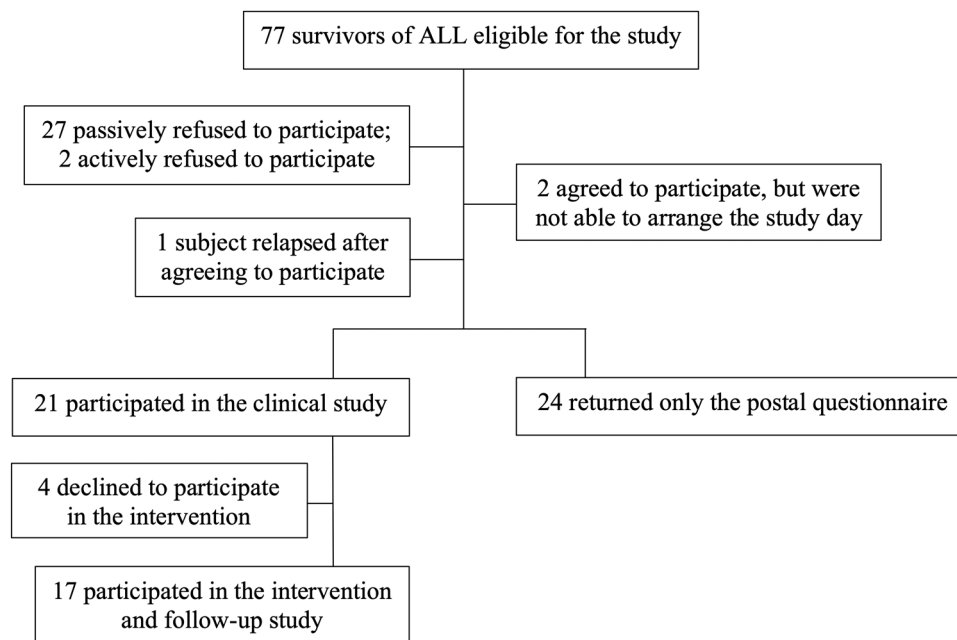 77 survivors of ALL eligible for the study
27 passively refused to participate;
2 actively refused to participate
2 agreed to participate, but were
not able to arrange the study day
1 subject relapsed after
agreeing to participate
21 participated in the clinical study
24 returned only the postal questionnaire
4 declined to participate
in the intervention
17 participated in the intervention
and follow-up study